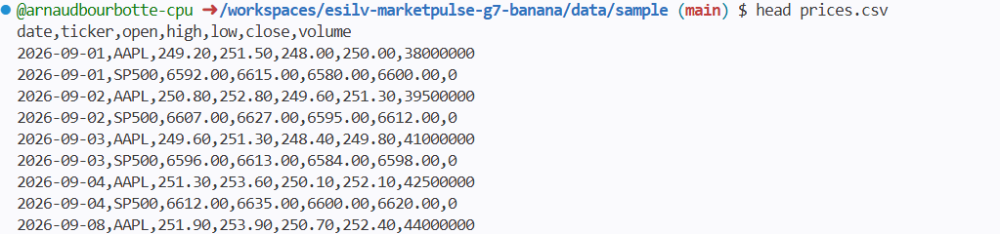 @arnaudbourbotte-cpu ➜/workspaces/esilv-marketpulse-g7-banana/data/sample (main) $ head prices.csv
date,ticker,open,high,low,close,volume
2026-09-01,AAPL,249.20,251.50,248.00,250.00,38000000
2026-09-01,SP500,6592.00,6615.00,6580.00,6600.00,0
2026-09-02,AAPL,250.80,252.80,249.60,251.30,39500000
2026-09-02,SP500,6607.00,6627.00,6595.00,6612.00,0
2026-09-03,AAPL,249.60,251.30,248.40,249.80,41000000
2026-09-03,SP500,6596.00,6613.00,6584.00,6598.00,0
2026-09-04,AAPL,251.30,253.60,250.10,252.10,42500000
2026-09-04,SP500,6612.00,6635.00,6600.00,6620.00,0
2026-09-08,AAPL,251.90,253.90,250.70,252.40,44000000